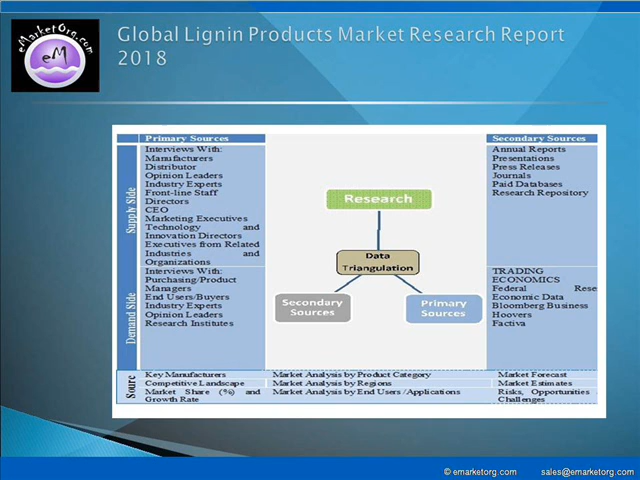 eMarketOrg.com
eM
Global Lignin Products Market Research Report
2018
Primary Sources
Secondary Sources
Supply Side
Interviews With:
Manufacturers
Distributor
Opinion Leaders
Industry Experts
Front-line Staff
Directors
CEO
Marketing Executives
Technology and
Innovation Directors
Executives from Related
Industries and
Organizations
Annual Reports
Presentations
Press Releases
Journals
Paid Databases
Research Repository
Research
Data
Triangulation
Secondary
Sources
Primary
Sources
Demand Side
Interviews With:
Purchasing/Product
Managers
End Users/Buyers
Industry Experts
Opinion Leaders
Research Institutes
TRADING
ECONOMICS
Federal Rese
Economic Data
Bloomberg Business
Hoovers
Factiva
Sourc
Key Manufacturers
Competitive Landscape
Market Share (%) and
Growth Rate
Market Analysis by Product Category
Market Analysis by Regions
Market Analysis by End Users /Applications
Market Forecast
Market Estimates
Risks, Opportunities
Challenges
© emarketorg.com sales@emarketorg.com